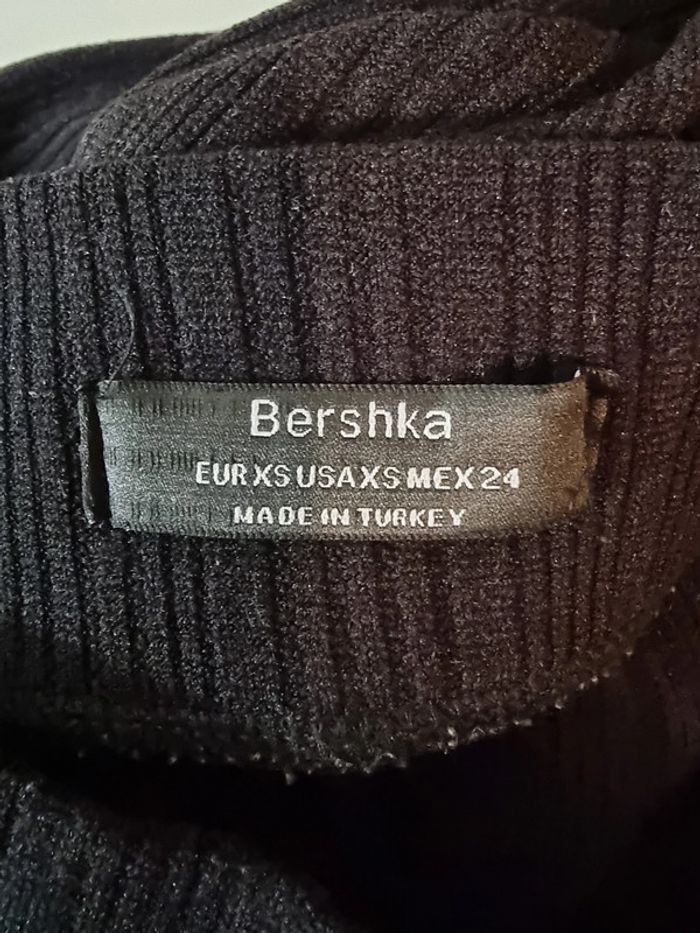 Bershka
EUR XS USA XS MEX 24
MADE IN TURKEY